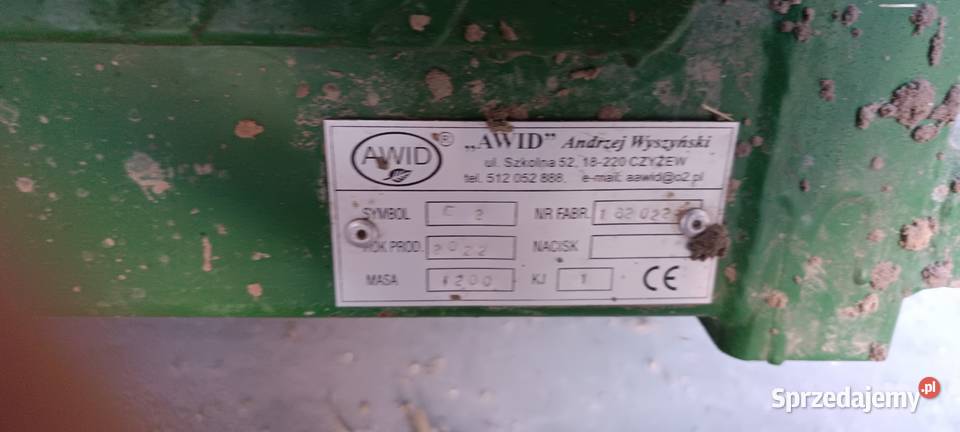 AWID ® „AWID” Andrzej Wyszyński
ul. Szkolna 52, 18-220 CZYŻEW
tel. 512 052 888, e-mail; aawid@o2.pl
SYMBOL C 2 NR FABR.
ROK PROD. 2022 NACISK
MASA 1200 KJ 1 CE
Sprzedajemy.pl